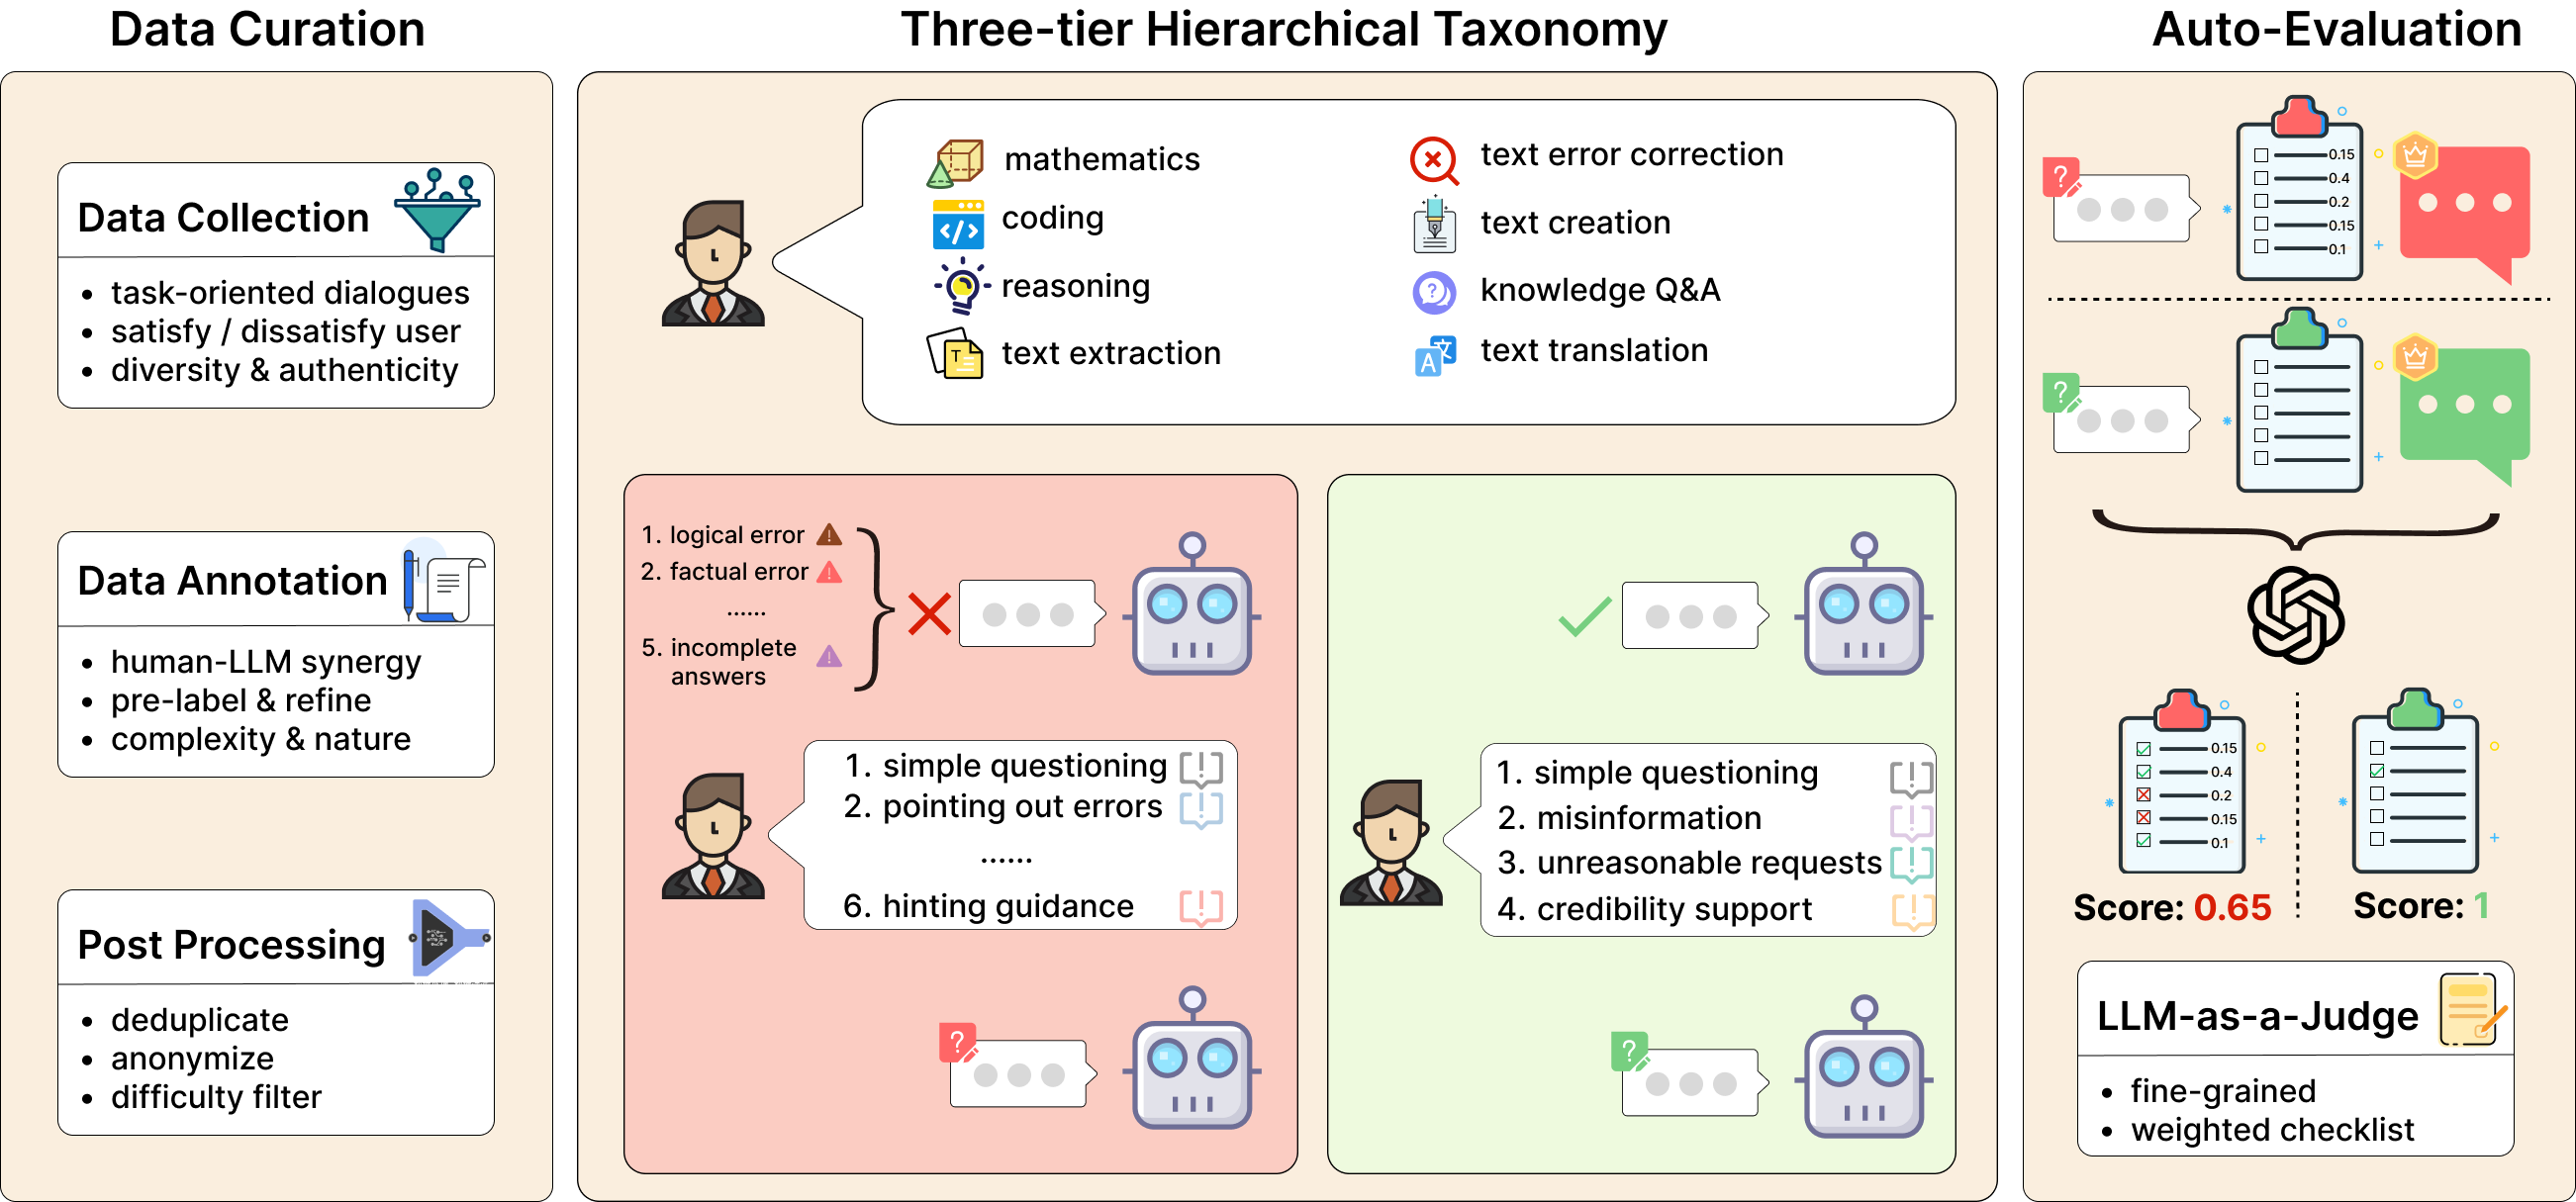 Data Curation
Data Collection
• task-oriented dialogues
• satisfy / dissatisfy user
• diversity & authenticity
Data Annotation
• human-LLM synergy
• pre-label & refine
• complexity & nature
Post Processing
• deduplicate
• anonymize
• difficulty filter
Three-tier Hierarchical Taxonomy
mathematics
coding
</>
reasoning
T
text extraction
text error correction
text creation
?
knowledge Q&A
A 文
text translation
1. logical error
2. factual error
......
5. incomplete
answers
1. simple questioning
2. pointing out errors
......
6. hinting guidance
?
1. simple questioning
2. misinformation
3. unreasonable requests
4. credibility support
?
Auto-Evaluation
?
0.15
0.4
0.2
0.15
0.1
?
0.15
0.4
0.2
0.15
0.1
Score: 0.65
Score: 1
LLM-as-a-Judge
• fine-grained
• weighted checklist